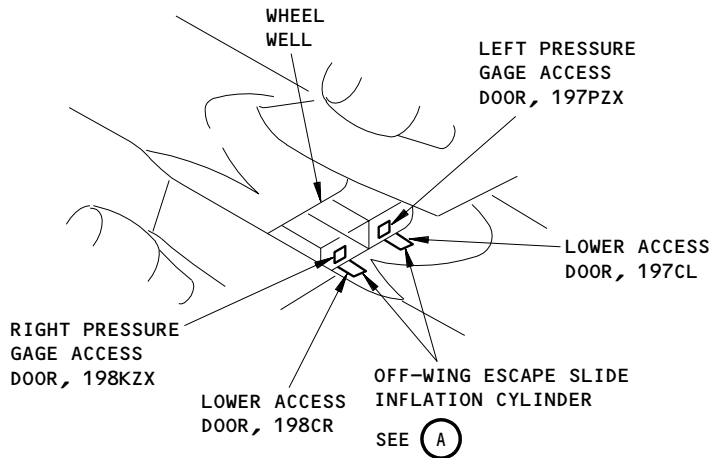 WHEEL
WELL
LEFT PRESSURE
GAGE ACCESS
DOOR, 197PZX
LOWER ACCESS
DOOR, 197CL
RIGHT PRESSURE
GAGE ACCESS
DOOR, 198KZX
LOWER ACCESS
DOOR, 198CR
OFF-WING ESCAPE SLIDE
INFLATION CYLINDER
SEE A